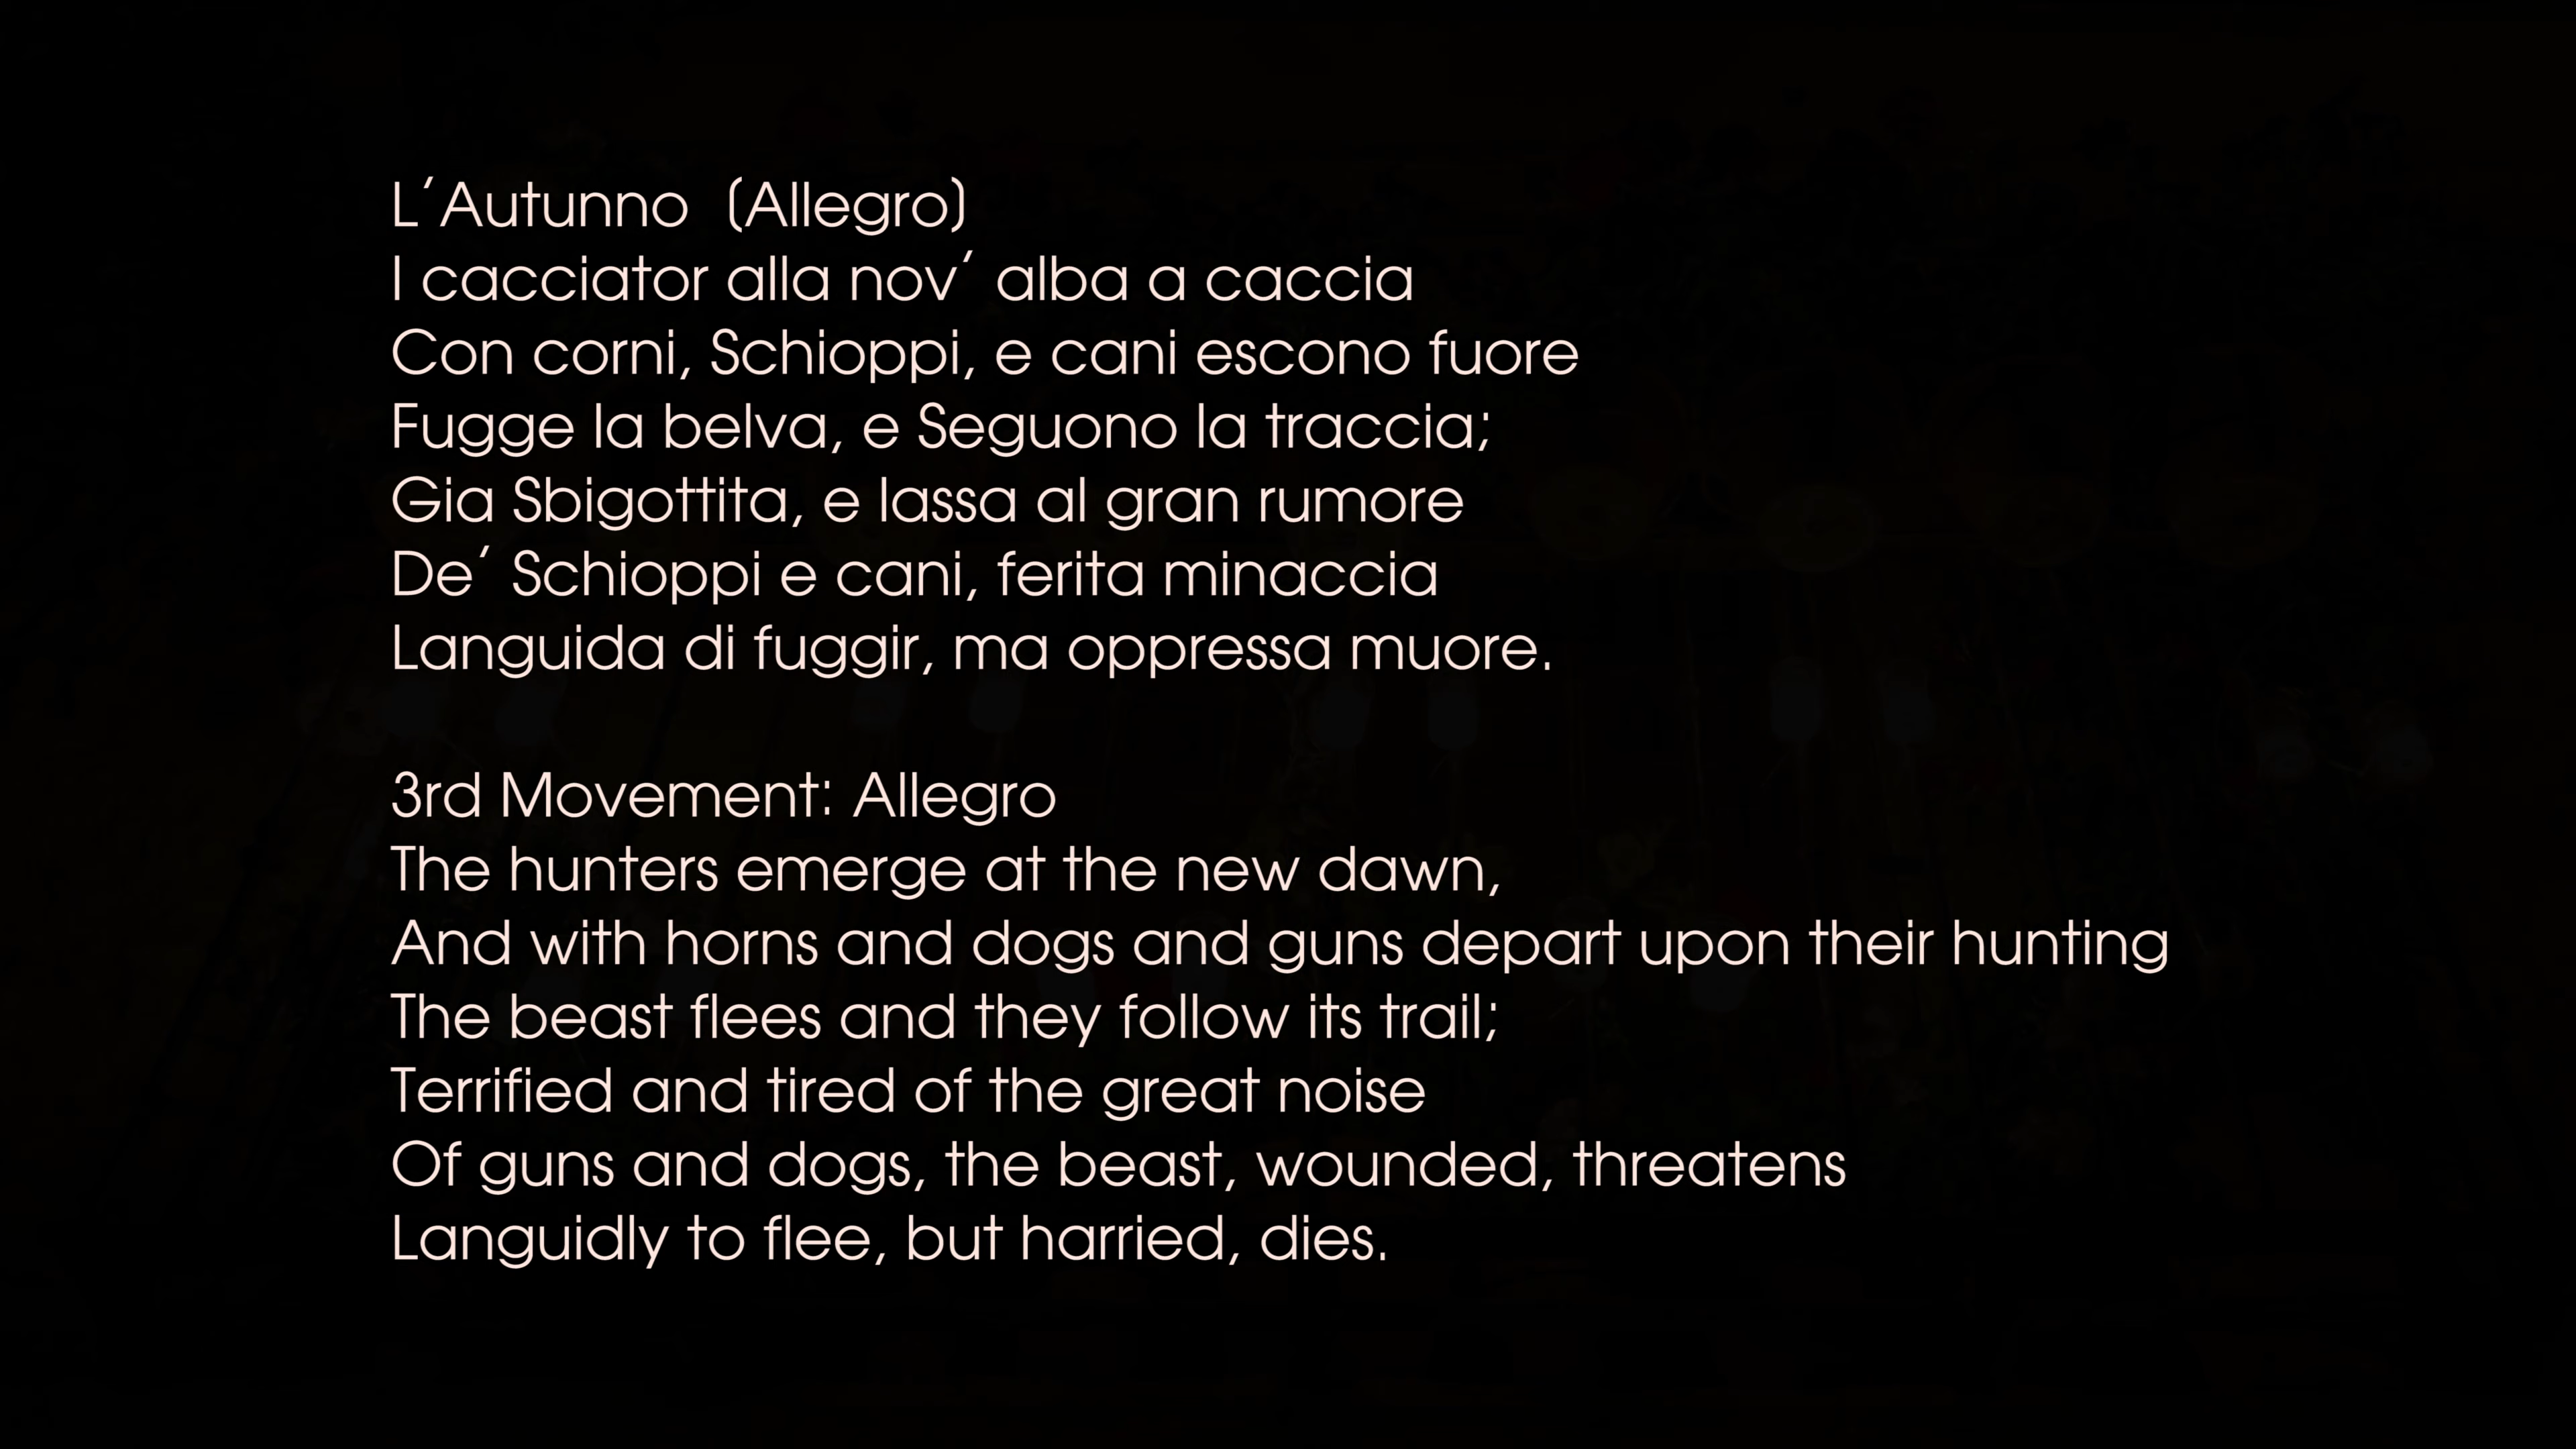 L´Autunno (Allegro)
I cacciator alla nov´ alba a caccia
Con corni, Schioppi, e cani escono fuore
Fugge la belva, e Seguono la traccia;
Gia Sbigottita, e lassa al gran rumore
De´ Schioppi e cani, ferita minaccia
Languida di fuggir, ma oppressa muore.
3rd Movement: Allegro
The hunters emerge at the new dawn,
And with horns and dogs and guns depart upon their hunting
The beast flees and they follow its trail;
Terrified and tired of the great noise
Of guns and dogs, the beast, wounded, threatens
Languidly to flee, but harried, dies.